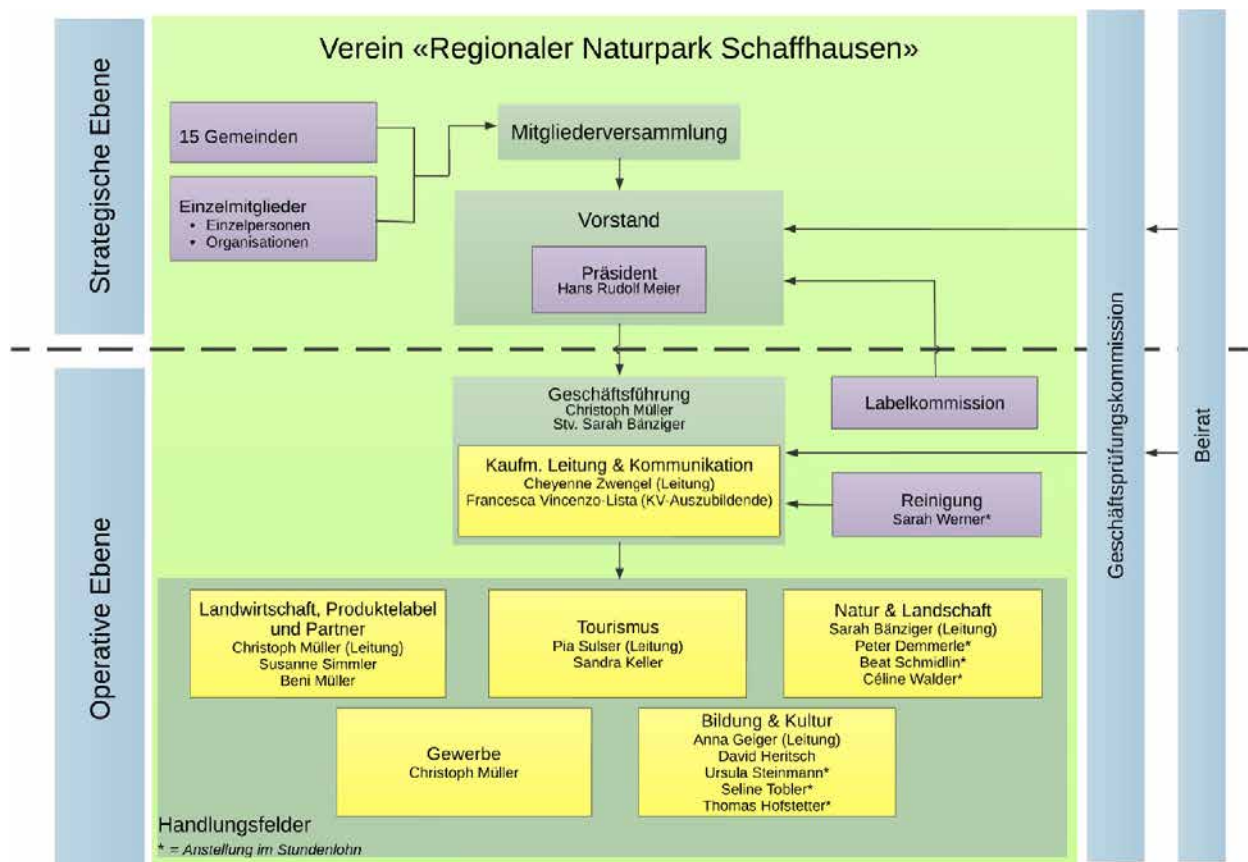 Verein «Regionaler Naturpark Schaffhausen»
Strategische Ebene
15 Gemeinden
Einzelmitglieder
• Einzelpersonen
• Organisationen
Mitgliederversammlung
Vorstand
Präsident
Hans Rudolf Meier
Geschäftsprüfungskommission
Beirat
Operative Ebene
Geschäftsführung
Christoph Müller
Stv. Sarah Bänziger
Labelkommission
Kaufm. Leitung & Kommunikation
Cheyenne Zwengel (Leitung)
Francesca Vincenzo-Lista (KV-Auszubildende)
Reinigung
Sarah Werner*
Landwirtschaft, Produktelabel
und Partner
Christoph Müller (Leitung)
Susanne Simmler
Beni Müller
Tourismus
Pia Sulser (Leitung)
Sandra Keller
Natur & Landschaft
Sarah Bänziger (Leitung)
Peter Demmerle*
Beat Schmidlin*
Céline Walder*
Gewerbe
Christoph Müller
Bildung & Kultur
Anna Geiger (Leitung)
David Heritsch
Ursula Steinmann*
Seline Tobler*
Thomas Hofstetter*
Handlungsfelder
* = Anstellung im Stundenlohn